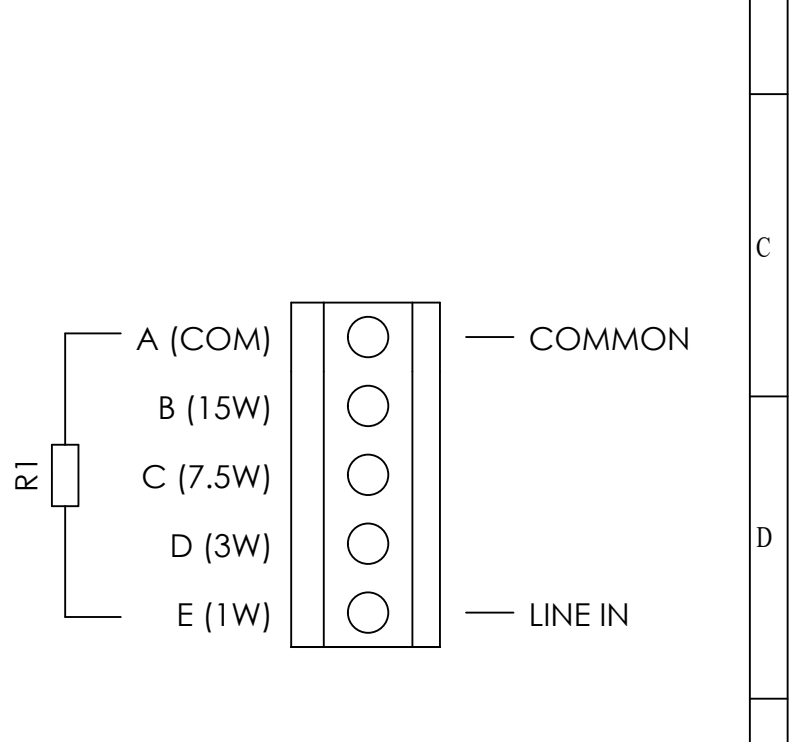 C
A (COM)
COMMON
B (15W)
R1
C (7.5W)
D (3W)
D
E (1W)
LINE IN